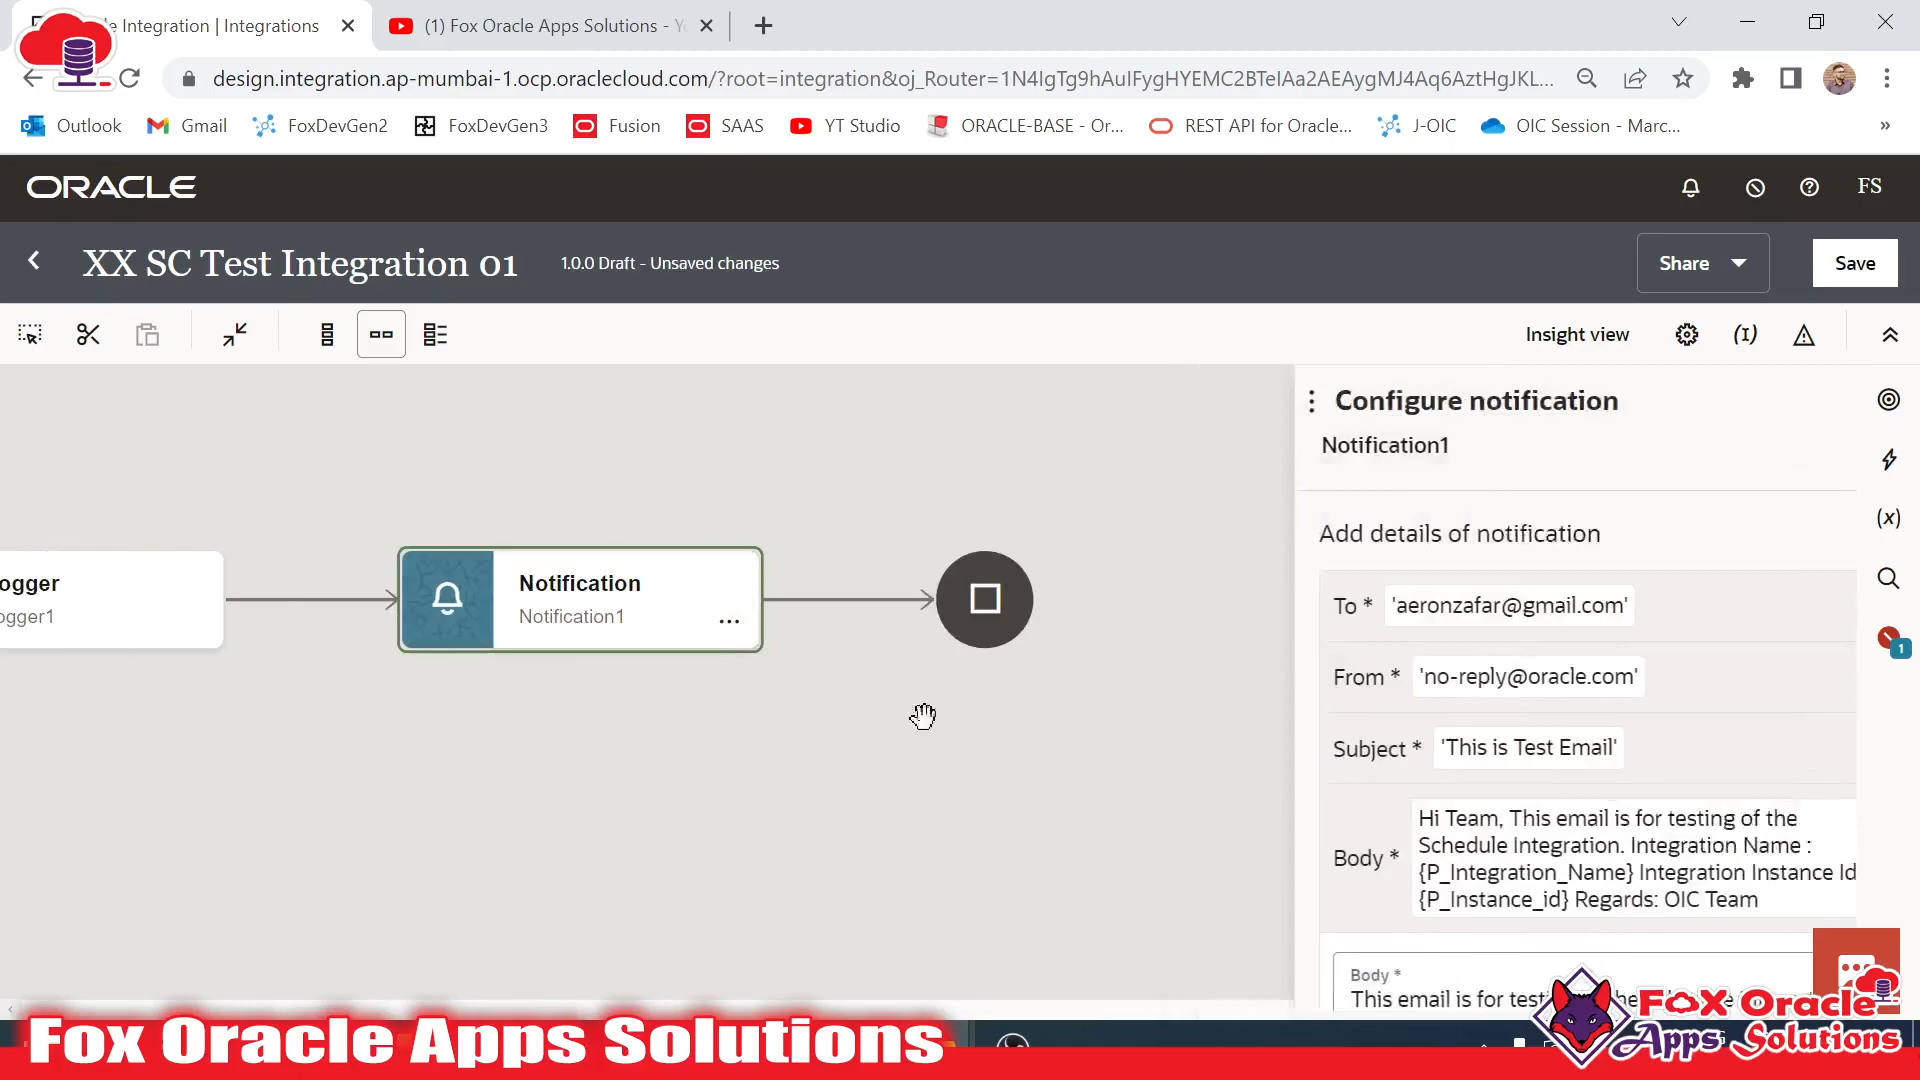 Integration | Integrations
(1) Fox Oracle Apps Solutions - Y
design.integration.ap-mumbai-1.ocp.oraclecloud.com/?root=integration&oj_Router=1N4IgTg9hAulFygHYEMC2BTeIAa2AEAygMJ4Aq6AztHgJKL...
Outlook
Gmail
FoxDevGen2
FoxDevGen3
Fusion
SAAS
YT Studio
ORACLE-BASE - Or...
REST API for Oracle...
J-OIC
OIC Session - Marc...
»
ORACLE
FS
XX SC Test Integration 01
1.0.0 Draft - Unsaved changes
Share
Save
Insight view
(I)
Configure notification
Notification1
(x)
1
ogger
ogger1
Notification
Notification1
...
Add details of notification
To * 'aeronzafar@gmail.com'
From * 'no-reply@oracle.com'
Subject * 'This is Test Email'
Body *
Hi Team, This email is for testing of the
Schedule Integration. Integration Name :
{P_Integration_Name} Integration Instance Id
{P_Instance_id} Regards: OIC Team
Body *
This email is for test
Fox Oracle Apps Solutions
Fox Oracle
Apps Solutions